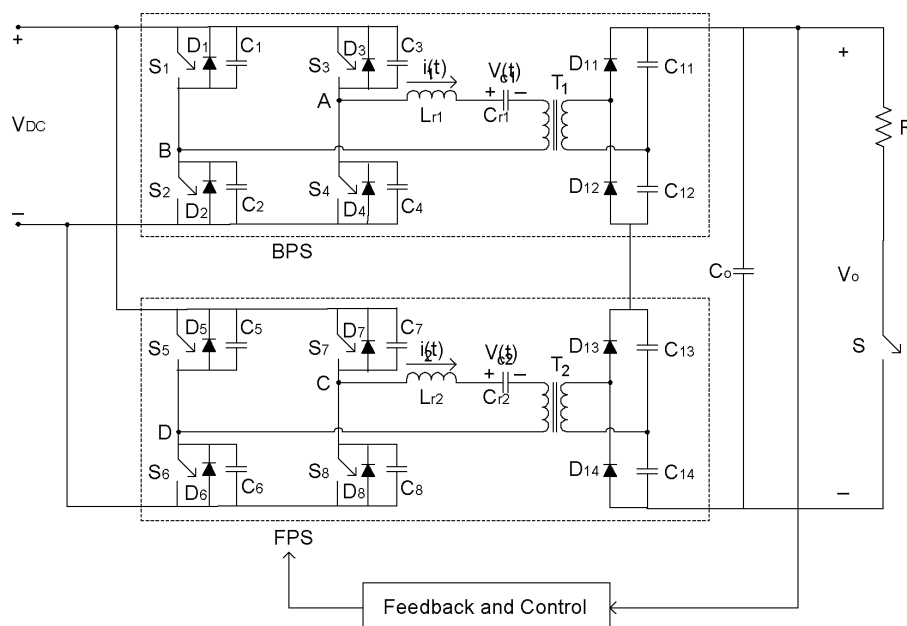 +
V_DC
−
S1 D1 C1
S3 D3 C3
S2 D2 C2
S4 D4 C4
A
B
i1(t)
Lr1
Vc1(t)
+ −
Cr1
T1
D11 C11
D12 C12
BPS
S5 D5 C5
S7 D7 C7
S6 D6 C6
S8 D8 C8
C
D
i2(t)
Lr2
Vc2(t)
+ −
Cr2
T2
D13 C13
D14 C14
FPS
Co
+
Vo
−
R
S
Feedback and Control